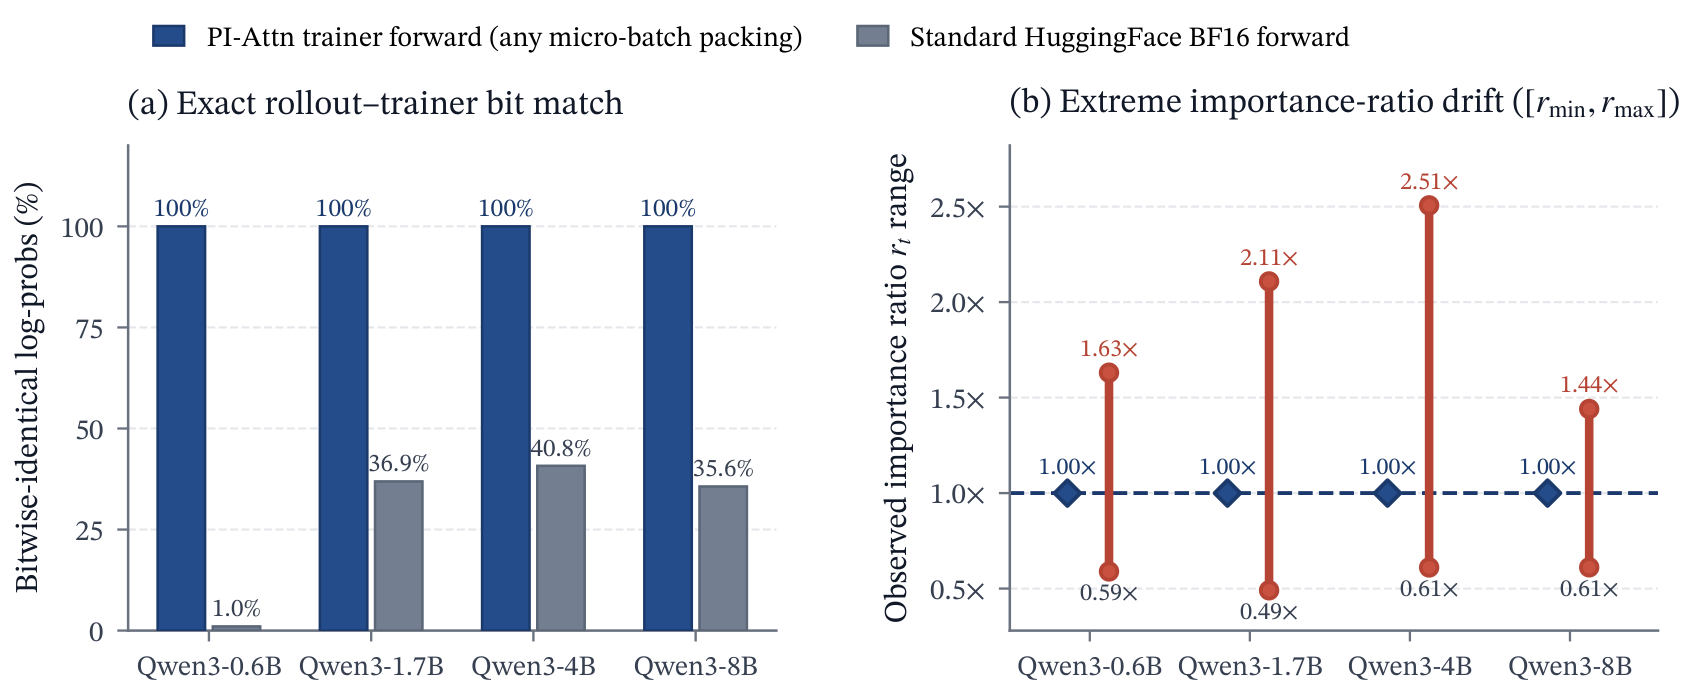 PI-Attn trainer forward (any micro-batch packing)
Standard HuggingFace BF16 forward
(a) Exact rollout–trainer bit match
Bitwise-identical log-probs (%)
100
75
50
25
0
100%
100%
100%
100%
1.0%
36.9%
40.8%
35.6%
Qwen3-0.6B
Qwen3-1.7B
Qwen3-4B
Qwen3-8B
(b) Extreme importance-ratio drift ([r_min, r_max])
Observed importance ratio r_t range
2.5×
2.0×
1.5×
1.0×
0.5×
1.63×
2.11×
2.51×
1.44×
1.00×
1.00×
1.00×
1.00×
0.59×
0.49×
0.61×
0.61×
Qwen3-0.6B
Qwen3-1.7B
Qwen3-4B
Qwen3-8B